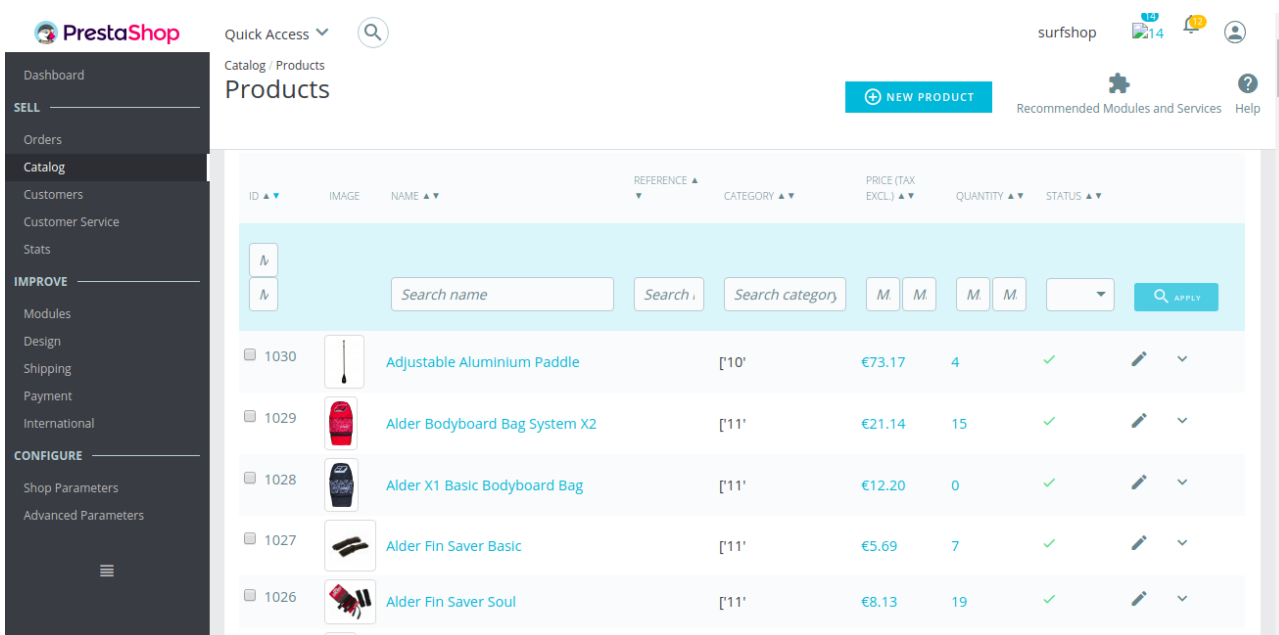 PrestaShop
Quick Access
surfshop
14
14
12
Catalog / Products
Products
NEW PRODUCT
Recommended Modules and Services
Help
Dashboard
SELL
Orders
Catalog
Customers
Customer Service
Stats
IMPROVE
Modules
Design
Shipping
Payment
International
CONFIGURE
Shop Parameters
Advanced Parameters
ID
IMAGE
NAME
REFERENCE
CATEGORY
PRICE (TAX
EXCL.)
QUANTITY
STATUS
Search name
Search
Search category
M
M
M
M
APPLY
1030 Adjustable Aluminium Paddle ['10' €73.17 4
1029 Alder Bodyboard Bag System X2 ['11' €21.14 15
1028 Alder X1 Basic Bodyboard Bag ['11' €12.20 0
1027 Alder Fin Saver Basic ['11' €5.69 7
1026 Alder Fin Saver Soul ['11' €8.13 19